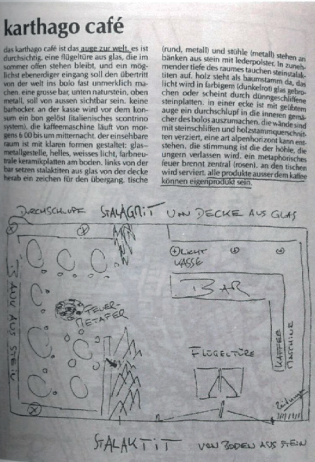 karthago café
das karthago café ist das auge zur welt. es ist
durchsichtig. eine flügeltüre aus glas, die im
sommer offen stehen bleibt, und ein mög-
lichst ebenerdiger eingang soll den übertritt
von der welt ins bolo fast unmerklich ma-
chen. eine grosse bar, unten naturstein, oben
metall, soll von aussen sichtbar sein. keine
barhocker. an der kasse wird vor dem kon-
sum ein bon gelöst (italienisches scontrino
system). die kaffeemaschine läuft von mor-
gens 6.00 bis um mitternacht. der einsehbare
raum ist mit klaren formen gestaltet: glas-
metallgestelle, helles, weisses licht, farbneu-
trale keramikplatten am boden. links von der
bar setzen stalaktiten aus glas von der decke
herab ein zeichen für den übergang. tische
(rund, metall) und stühle (metall) stehen an
bänken aus stein mit lederpolster. in zuneh-
mender tiefe des raumes tauchen steinstalak-
titen auf. holz steht als baumstamm da, das
licht wird in farbigem (dunkelrot) glas gebro-
chen oder scheint durch dünngeschliffene
steinplatten. in einer ecke ist mit getöntem
auge ein durchschlupf in die inneren gemä-
cher des bolos auszumachen. die wände sind
mit steinschliffen und holzstammquerschnit-
ten verziert, eine art alpenhorizont kann ent-
stehen. die stimmung ist die der höhle, die
ungern verlassen wird. ein metaphorisches
feuer brennt zentral (rosen). an den tischen
wird serviert. alle produkte ausser dem kaffee
können eigenprodukt sein.
DURCHSCHLUPF STALAGTIT VON DECKE AUS GLAS
LICHT
KASSE
BAR
FEUER-
METAFER
BANK AUS STEIN
FLÜGELTÜRE
KAFFEE
MASCHINE
STALAKTIT VON BODEN AUS STEIN